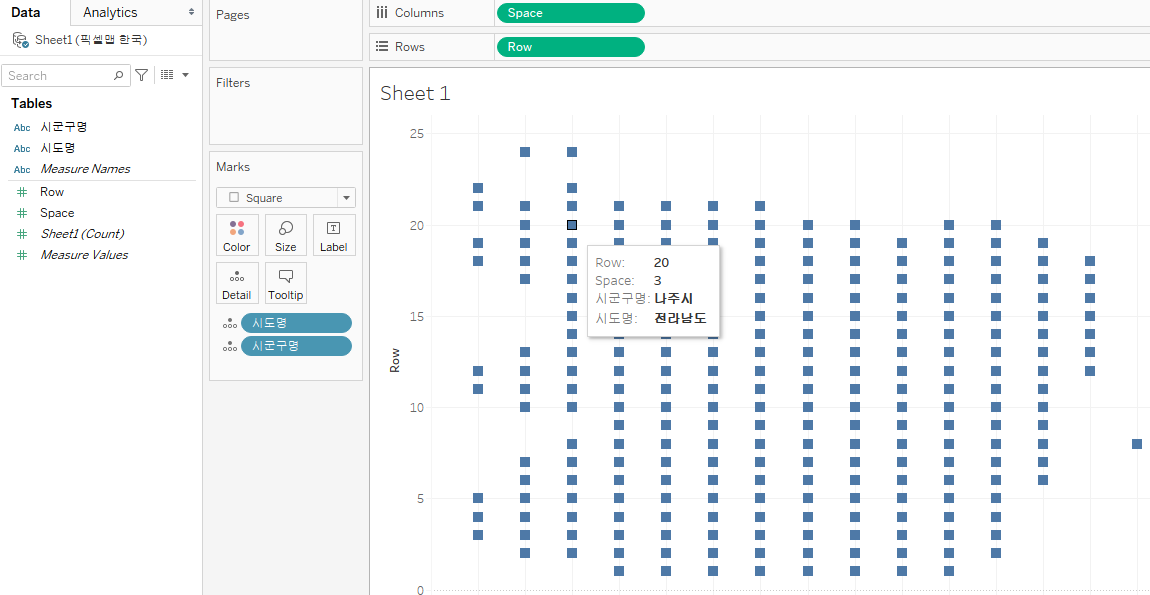 Data
Analytics
Sheet1 (픽셀맵 한국)
Search
Tables
Abc 시군구명
Abc 시도명
Abc Measure Names
Row
Space
Sheet1 (Count)
Measure Values
Pages
Filters
Marks
Square
Color Size Label
Detail Tooltip
시도명
시군구명
Columns Space
Rows Row
Sheet 1
25
20
15
10
5
0
Row
Row: 20
Space: 3
시군구명: 나주시
시도명: 전라남도